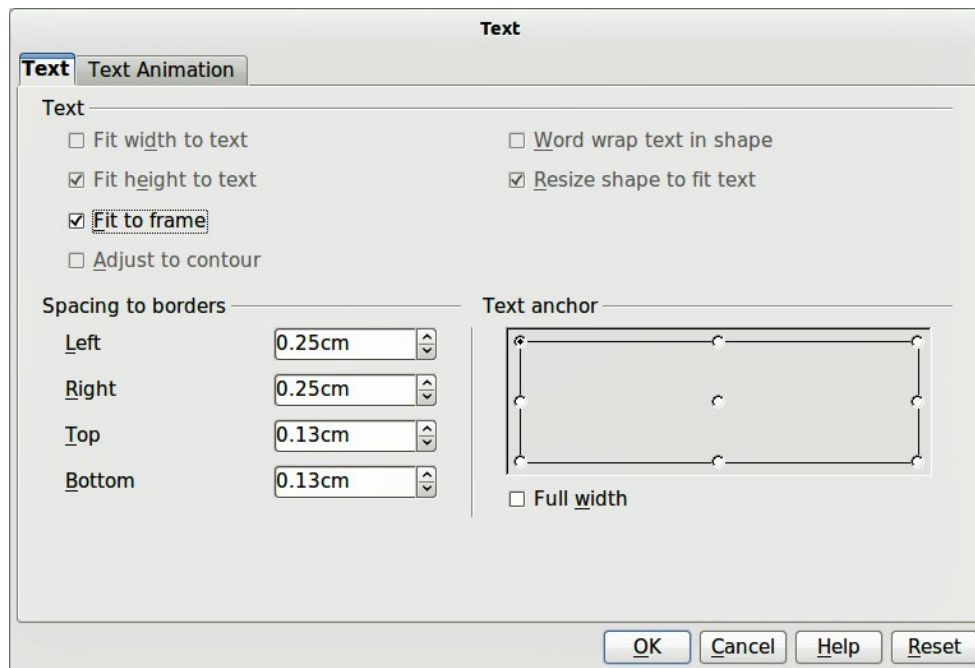 Text
Text Text Animation
Text
Fit width to text Word wrap text in shape
Fit height to text Resize shape to fit text
Fit to frame
Adjust to contour
Spacing to borders Text anchor
Left 0.25cm
Right 0.25cm
Top 0.13cm
Bottom 0.13cm
Full width
OK Cancel Help Reset